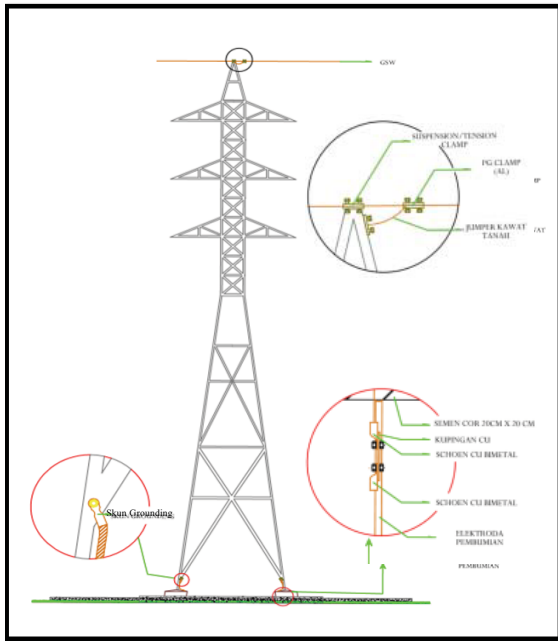 GSW
SUSPENSION/TENSION
CLAMP
PG CLAMP
(AL)
JUMPER KAWAT
TANAH
SEMEN COR 20CM X 20 CM
KUPINGAN CU
SCHOEN CU BIMETAL
SCHOEN CU BIMETAL
ELEKTRODA
PEMBUMIAN
PEMBUMIAN
Skun Grounding